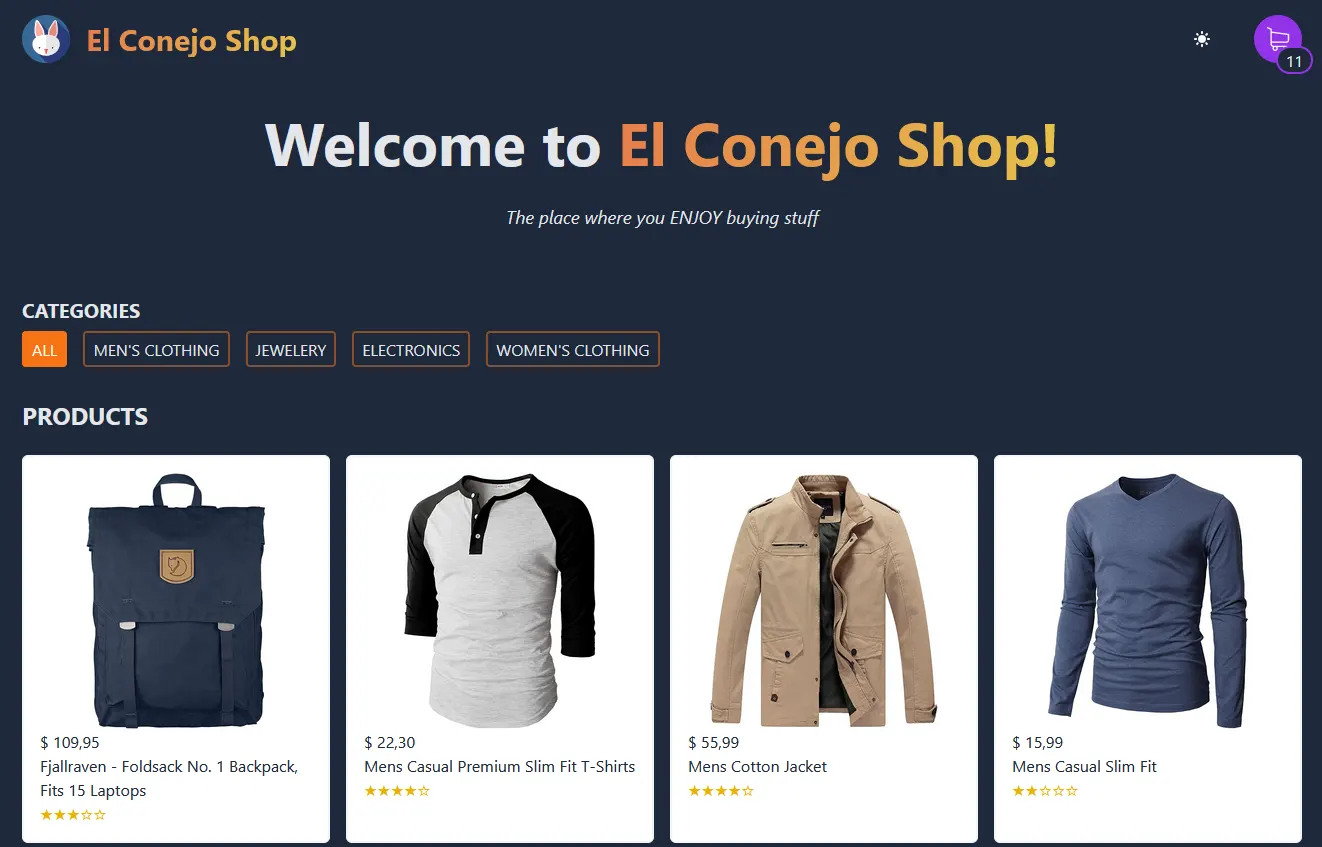 El Conejo Shop
11
Welcome to El Conejo Shop!
The place where you ENJOY buying stuff
CATEGORIES
ALL
MEN'S CLOTHING
JEWELERY
ELECTRONICS
WOMEN'S CLOTHING
PRODUCTS
$ 109,95
Fjallraven - Foldsack No. 1 Backpack,
Fits 15 Laptops
$ 22,30
Mens Casual Premium Slim Fit T-Shirts
$ 55,99
Mens Cotton Jacket
$ 15,99
Mens Casual Slim Fit